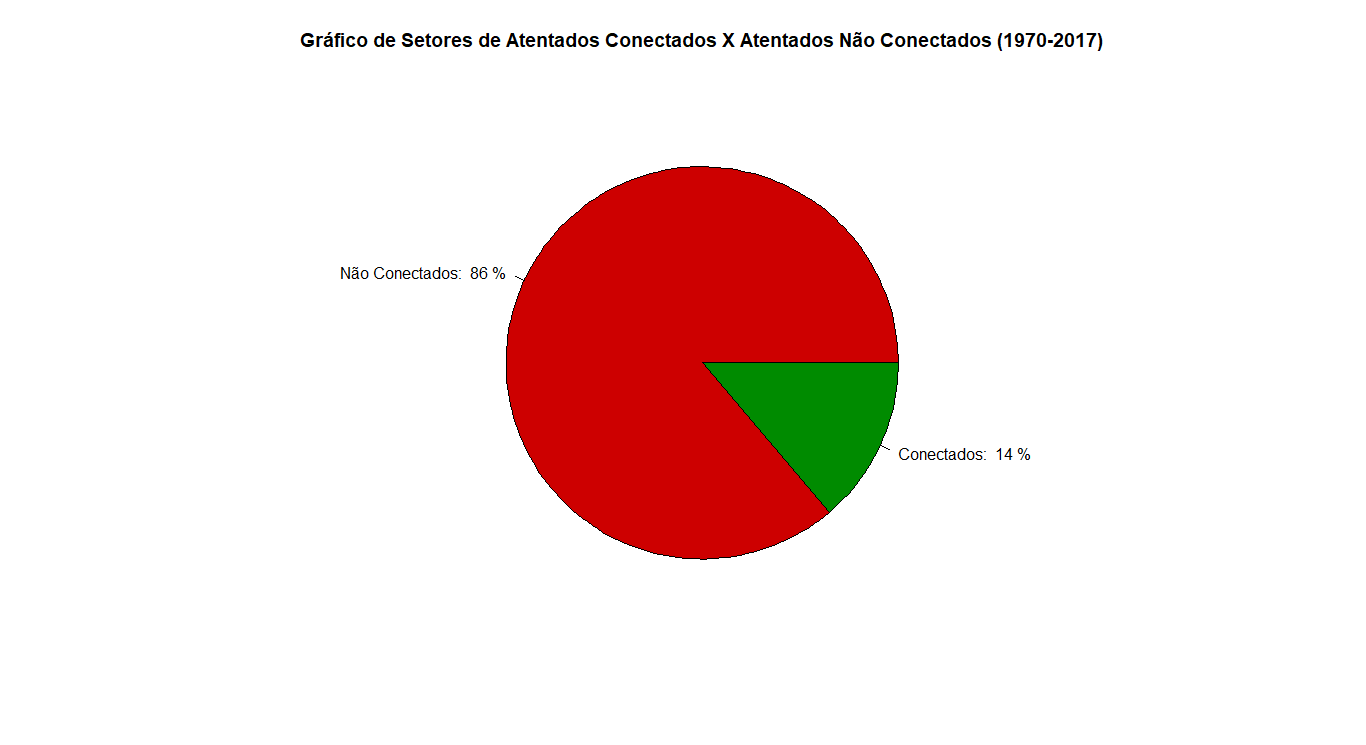 Gráfico de Setores de Atentados Conectados X Atentados Não Conectados (1970-2017)
Não Conectados:  86 %
Conectados:  14 %